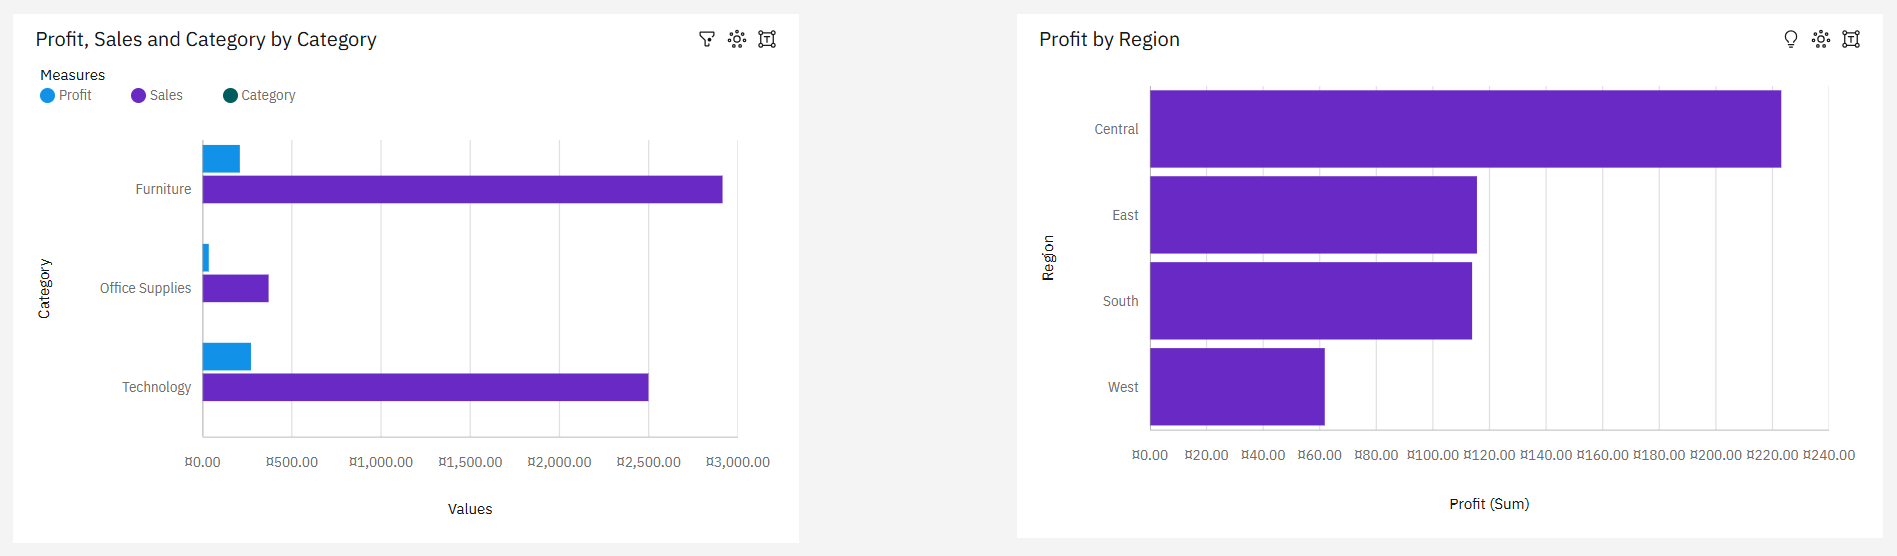 Profit, Sales and Category by Category
Measures
Profit Sales Category
Furniture
Office Supplies
Technology
Category
¤0.00 ¤500.00 ¤1,000.00 ¤1,500.00 ¤2,000.00 ¤2,500.00 ¤3,000.00
Values
Profit by Region
Central
East
South
West
Region
¤0.00 ¤20.00 ¤40.00 ¤60.00 ¤80.00 ¤100.00 ¤120.00 ¤140.00 ¤160.00 ¤180.00 ¤200.00 ¤220.00 ¤240.00
Profit (Sum)